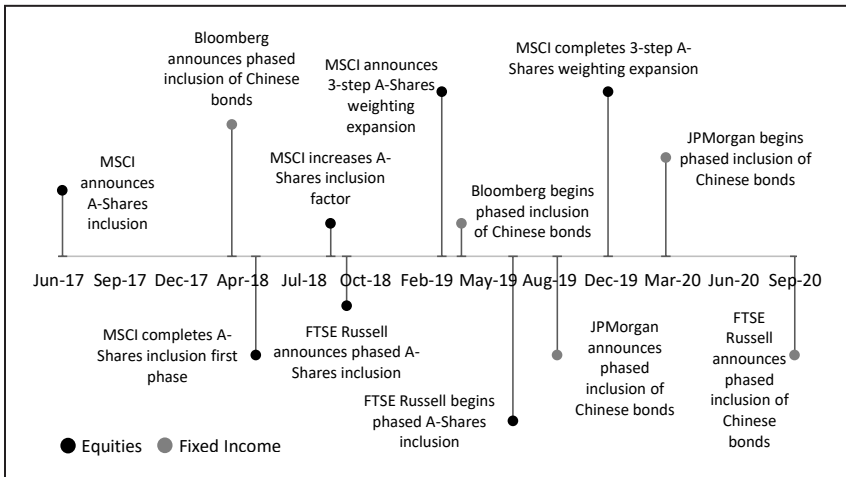 Bloomberg
announces phased
inclusion of Chinese
bonds
MSCI announces
3-step A-Shares
weighting
expansion
MSCI completes 3-step A-
Shares weighting expansion
MSCI
announces
A-Shares
inclusion
MSCI increases A-
Shares inclusion
factor
Bloomberg begins
phased inclusion
of Chinese bonds
JPMorgan begins
phased inclusion of
Chinese bonds
Jun-17 Sep-17 Dec-17 Apr-18 Jul-18 Oct-18 Feb-19 May-19 Aug-19 Dec-19 Mar-20 Jun-20 Sep-20
MSCI completes A-
Shares inclusion first
phase
FTSE Russell
announces phased A-
Shares inclusion
FTSE Russell begins
phased A-Shares
inclusion
JPMorgan
announces
phased
inclusion of
Chinese bonds
FTSE
Russell
announces
phased
inclusion of
Chinese
bonds
Equities Fixed Income